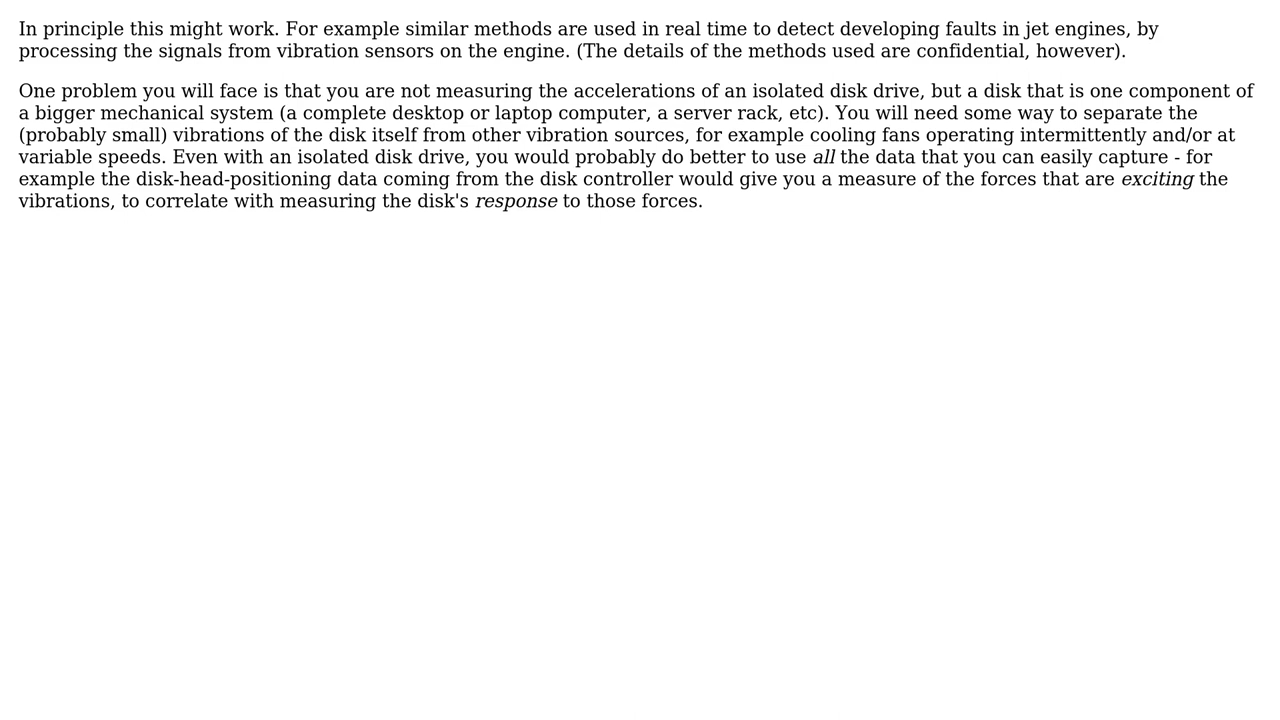 In principle this might work. For example similar methods are used in real time to detect developing faults in jet engines, by
processing the signals from vibration sensors on the engine. (The details of the methods used are confidential, however).
One problem you will face is that you are not measuring the accelerations of an isolated disk drive, but a disk that is one component of
a bigger mechanical system (a complete desktop or laptop computer, a server rack, etc). You will need some way to separate the
(probably small) vibrations of the disk itself from other vibration sources, for example cooling fans operating intermittently and/or at
variable speeds. Even with an isolated disk drive, you would probably do better to use all the data that you can easily capture - for
example the disk-head-positioning data coming from the disk controller would give you a measure of the forces that are exciting the
vibrations, to correlate with measuring the disk's response to those forces.